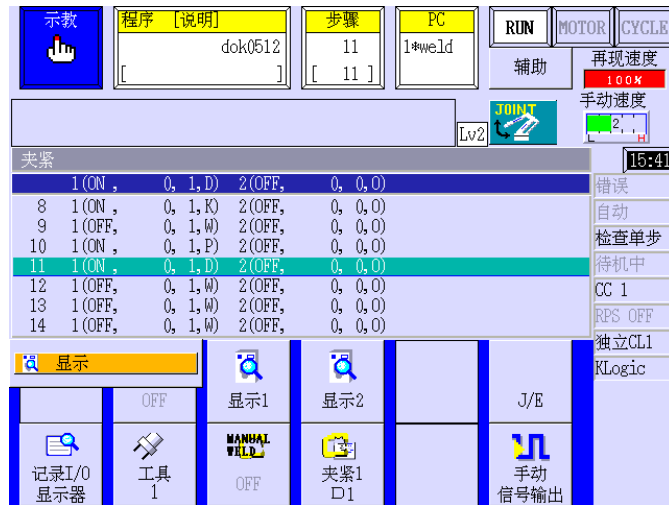 示教
程序 [说明]
步骤
PC
RUN
MOTOR
CYCLE
dok0512
11
1*weld
[ ]
[ 11 ]
辅助
再现速度
100%
手动速度
2
L H
Lv2
JOINT
夹紧
15:41
1(ON , 0, 1,D) 2(OFF, 0, 0,O)
8 1(ON , 0, 1,K) 2(OFF, 0, 0,O)
9 1(OFF, 0, 1,W) 2(OFF, 0, 0,O)
10 1(ON , 0, 1,P) 2(OFF, 0, 0,O)
11 1(ON , 0, 1,D) 2(OFF, 0, 0,O)
12 1(OFF, 0, 1,W) 2(OFF, 0, 0,O)
13 1(OFF, 0, 1,W) 2(OFF, 0, 0,O)
14 1(OFF, 0, 1,W) 2(OFF, 0, 0,O)
错误
自动
检查单步
待机中
CC 1
RPS OFF
独立CL1
KLogic
显示
OFF
显示1
显示2
J/E
记录I/O
显示器
工具
1
MANUAL
WELD
OFF
夹紧1
D1
手动
信号输出